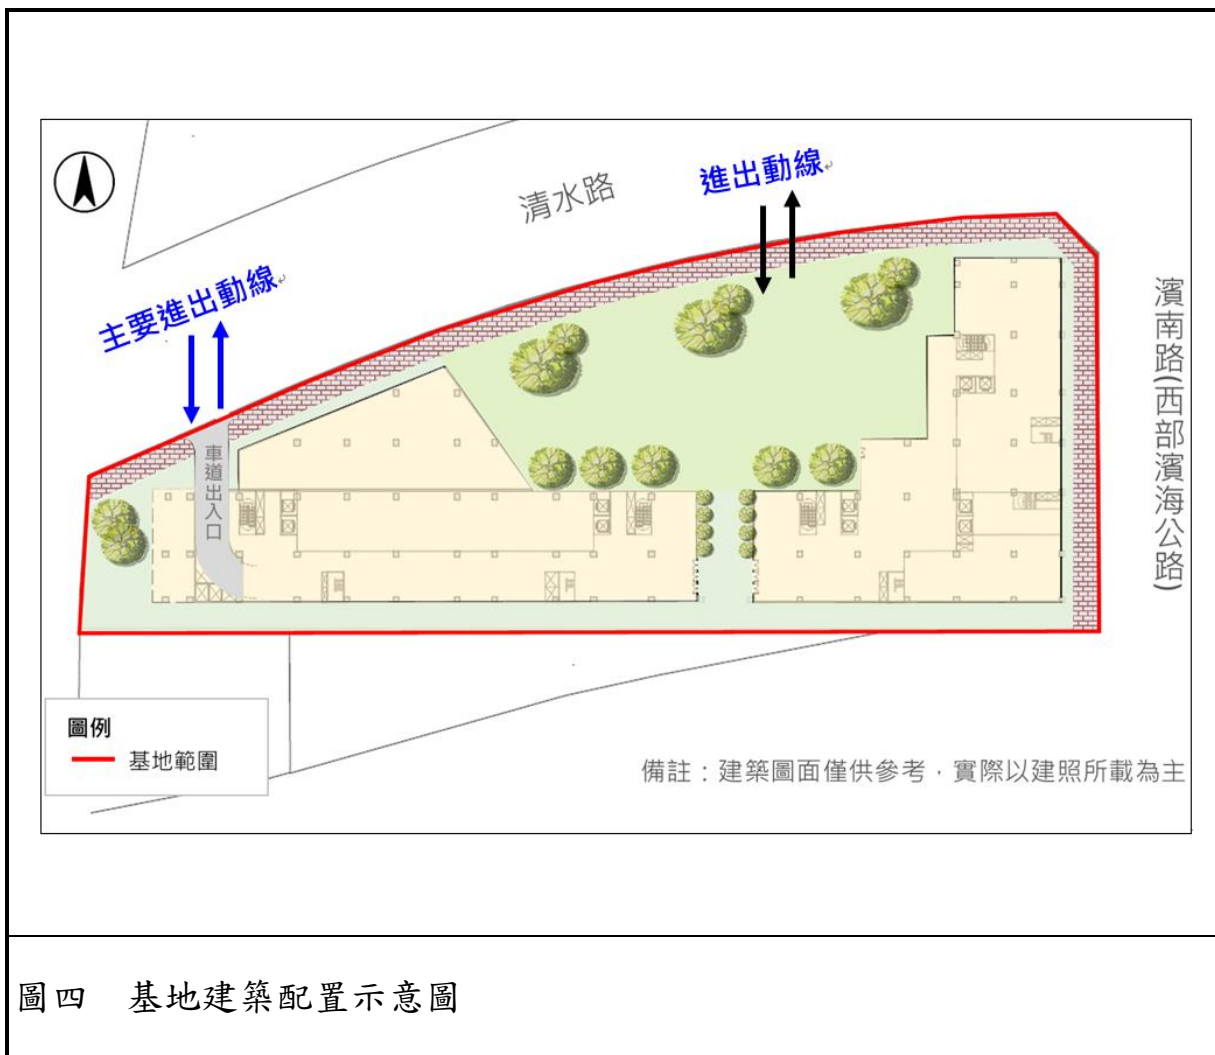 清水路
進出動線
主要進出動線
車道出入口
濱南路(西部濱海公路)
圖例
基地範圍
備註：建築圖面僅供參考，實際以建照所載為主
圖四　基地建築配置示意圖